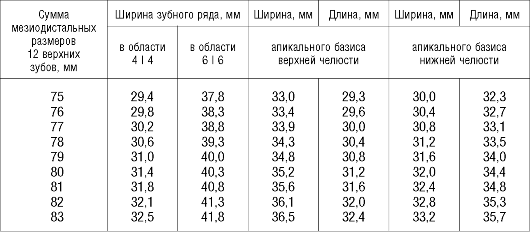 Сумма мезиодистальных размеров 12 верхних зубов, мм | Ширина зубного ряда, мм | Ширина, мм | Длина, мм | Ширина, мм | Длина, мм
в области 4 I 4 | в области 6 I 6 | апикального базиса верхней челюсти | апикального базиса нижней челюсти
75 29,4 37,8 33,0 29,3 30,0 32,3
76 29,8 38,3 33,4 29,6 30,4 32,7
77 30,2 38,8 33,9 30,0 30,8 33,1
78 30,6 39,3 34,3 30,4 31,2 33,5
79 31,0 40,0 34,8 30,8 31,6 34,0
80 31,4 40,3 35,2 31,2 32,0 34,4
81 31,8 40,8 35,6 31,6 32,4 34,8
82 32,1 41,3 36,1 32,0 32,8 35,3
83 32,5 41,8 36,5 32,4 33,2 35,7